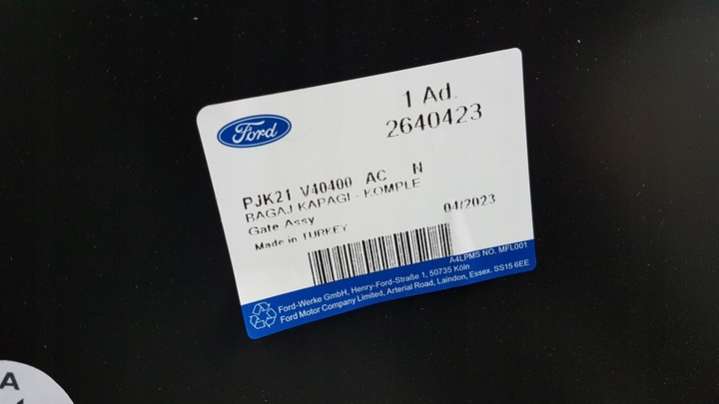 1 Ad.
2640423
Ford
PJK21 V40400 AC N
BAGAJ KAPAGI - KOMPLE
Gate Assy
04/2023
Made in TURKEY
A4LPMS NO. MFL001
Ford-Werke GmbH, Henry-Ford-Straße 1, 50735 Köln
Ford Motor Company Limited, Arterial Road, Laindon, Essex. SS15 6EE
A